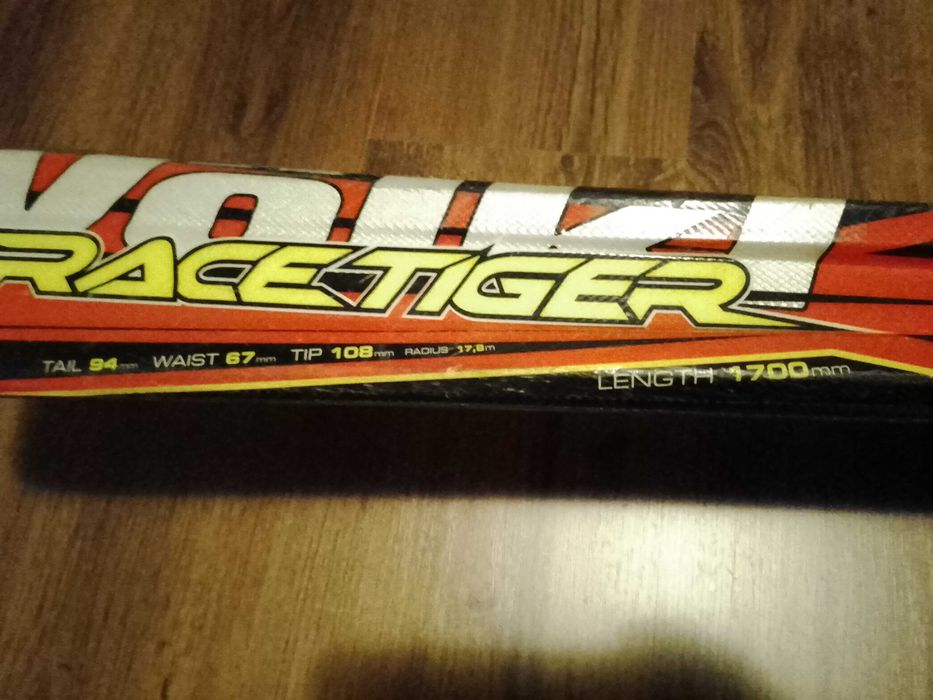 Völkl
RACETIGER
TAIL 94mm WAIST 67mm TIP 108mm RADIUS 17,8m
LENGTH 1700mm